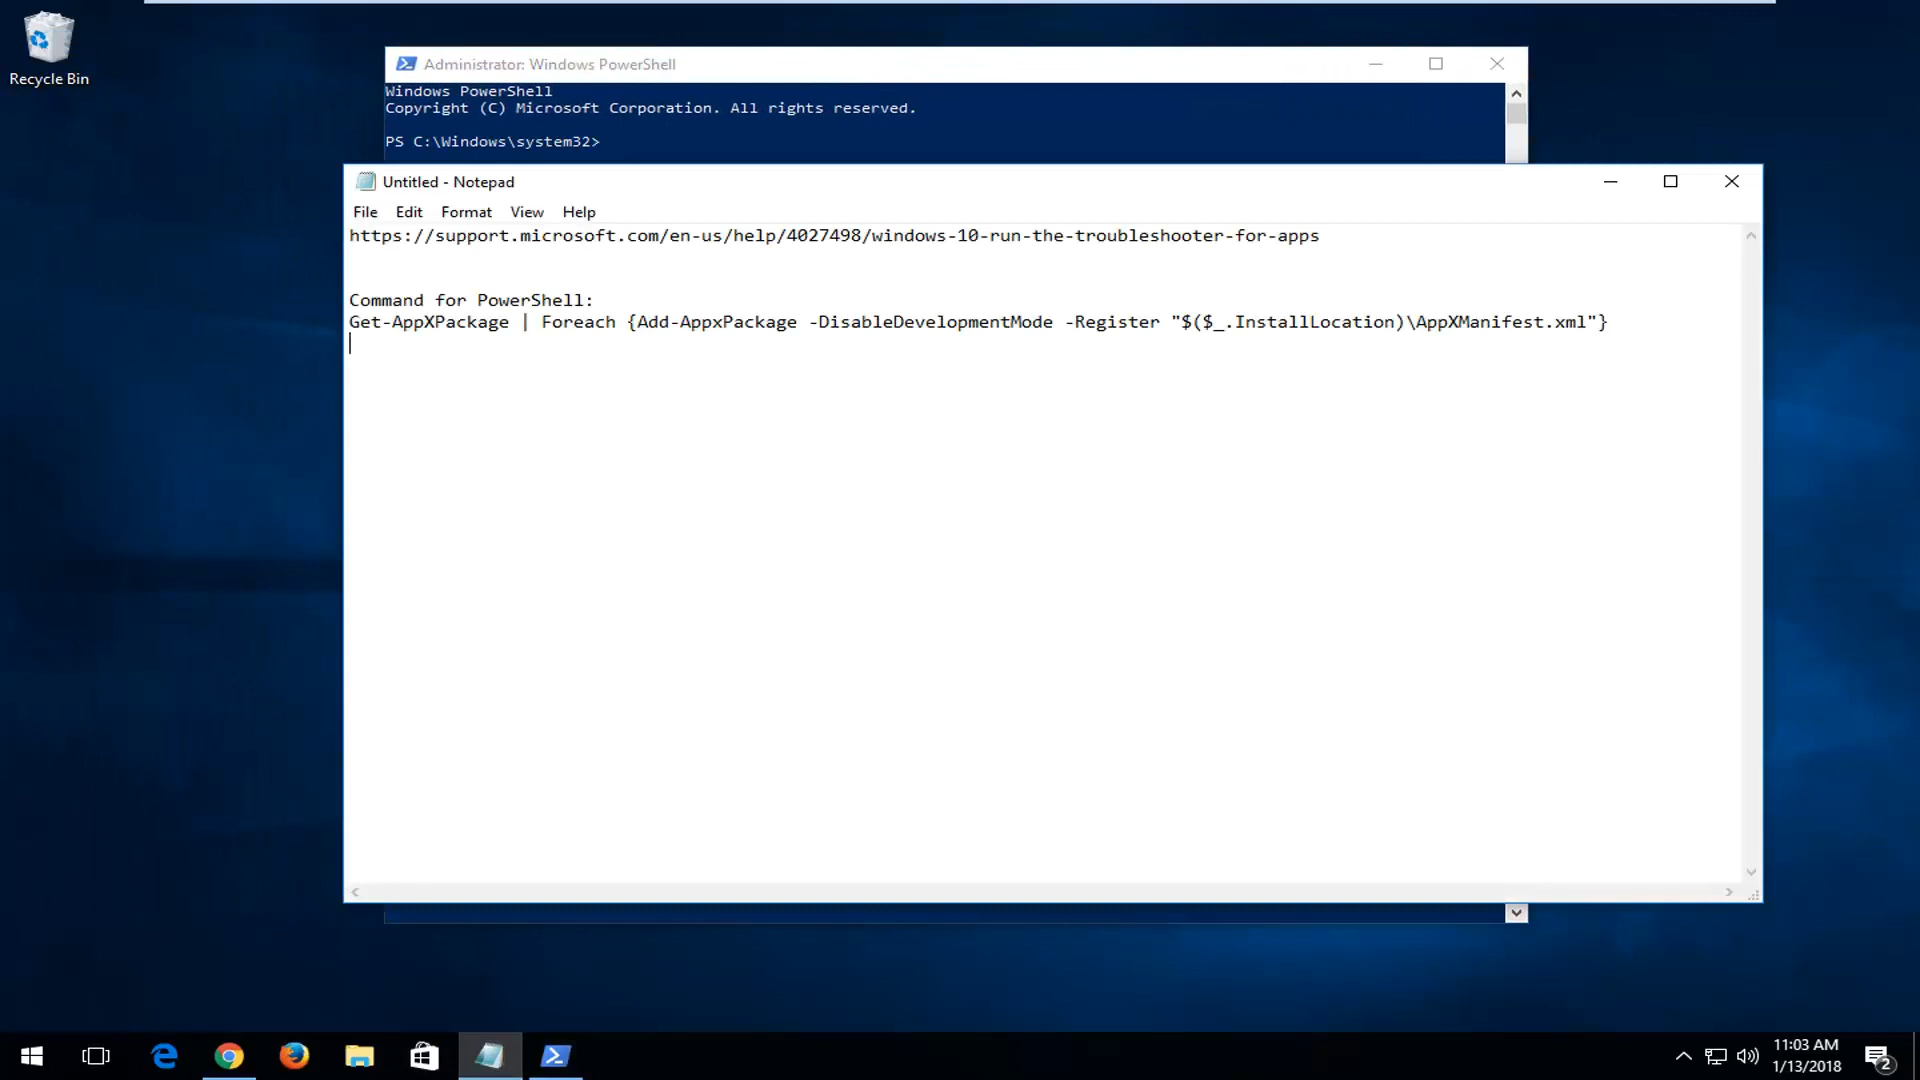 Recycle Bin
Administrator: Windows PowerShell
Windows PowerShell
Copyright (C) Microsoft Corporation. All rights reserved.
PS C:\Windows\system32>
Untitled - Notepad
File Edit Format View Help
https://support.microsoft.com/en-us/help/4027498/windows-10-run-the-troubleshooter-for-apps
Command for PowerShell:
Get-AppXPackage | Foreach {Add-AppxPackage -DisableDevelopmentMode -Register "$($_.InstallLocation)\AppXManifest.xml"}
11:03 AM
1/13/2018
2